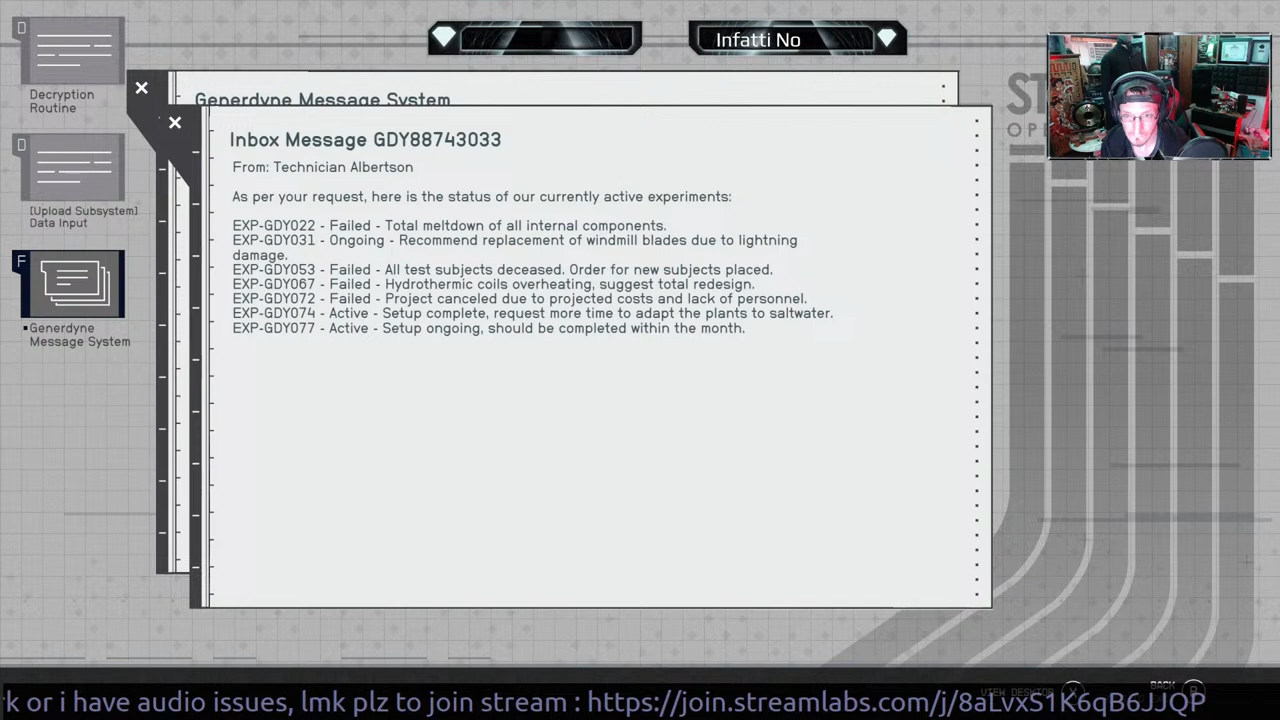 D
Decryption
Routine
D
[Upload Subsystem]
Data Input
F
Generdyne
Message System
Infatti No
Generdyne Message System
Inbox Message GDY88743033
From: Technician Albertson
As per your request, here is the status of our currently active experiments:
EXP-GDY022 - Failed - Total meltdown of all internal components.
EXP-GDY031 - Ongoing - Recommend replacement of windmill blades due to lightning
damage.
EXP-GDY053 - Failed - All test subjects deceased. Order for new subjects placed.
EXP-GDY067 - Failed - Hydrothermic coils overheating, suggest total redesign.
EXP-GDY072 - Failed - Project canceled due to projected costs and lack of personnel.
EXP-GDY074 - Active - Setup complete, request more time to adapt the plants to saltwater.
EXP-GDY077 - Active - Setup ongoing, should be completed within the month.
ST
OP
VIEW DESKTOP
BACK
rk or i have audio issues, lmk plz to join stream : https://join.streamlabs.com/j/8aLvxS1K6qB6JJQP